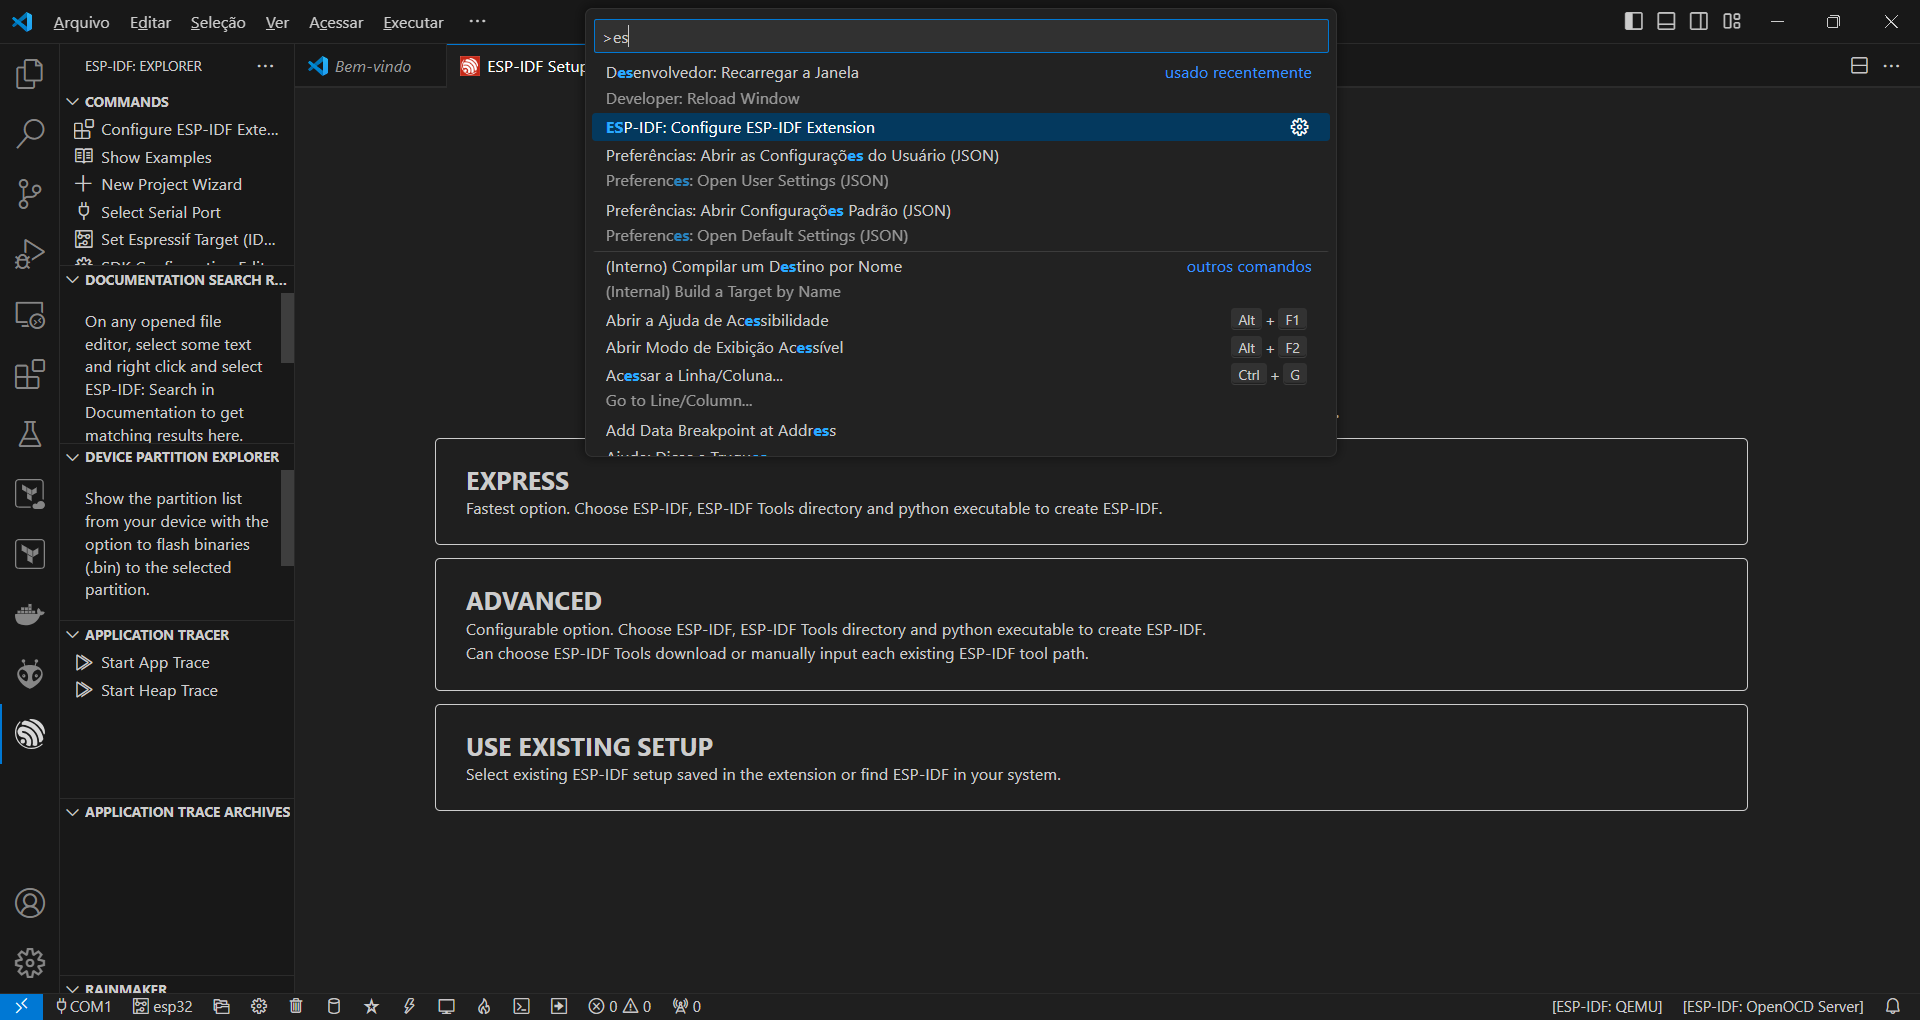 Arquivo Editar Seleção Ver Acessar Executar ···
>es
ESP-IDF: EXPLORER ···
Bem-vindo
ESP-IDF Setup
COMMANDS
Configure ESP-IDF Exte...
Show Examples
New Project Wizard
Select Serial Port
Set Espressif Target (ID...
DOCUMENTATION SEARCH R...
On any opened file
editor, select some text
and right click and select
ESP-IDF: Search in
Documentation to get
matching results here.
DEVICE PARTITION EXPLORER
Show the partition list
from your device with the
option to flash binaries
(.bin) to the selected
partition.
APPLICATION TRACER
Start App Trace
Start Heap Trace
APPLICATION TRACE ARCHIVES
RAINMAKER
Desenvolvedor: Recarregar a Janela usado recentemente
Developer: Reload Window
ESP-IDF: Configure ESP-IDF Extension
Preferências: Abrir as Configurações do Usuário (JSON)
Preferences: Open User Settings (JSON)
Preferências: Abrir Configurações Padrão (JSON)
Preferences: Open Default Settings (JSON)
(Interno) Compilar um Destino por Nome outros comandos
(Internal) Build a Target by Name
Abrir a Ajuda de Acessibilidade Alt + F1
Abrir Modo de Exibição Acessível Alt + F2
Acessar a Linha/Coluna... Ctrl + G
Go to Line/Column...
Add Data Breakpoint at Address
EXPRESS
Fastest option. Choose ESP-IDF, ESP-IDF Tools directory and python executable to create ESP-IDF.
ADVANCED
Configurable option. Choose ESP-IDF, ESP-IDF Tools directory and python executable to create ESP-IDF.
Can choose ESP-IDF Tools download or manually input each existing ESP-IDF tool path.
USE EXISTING SETUP
Select existing ESP-IDF setup saved in the extension or find ESP-IDF in your system.
COM1 esp32 0 0 0 [ESP-IDF: QEMU] [ESP-IDF: OpenOCD Server]